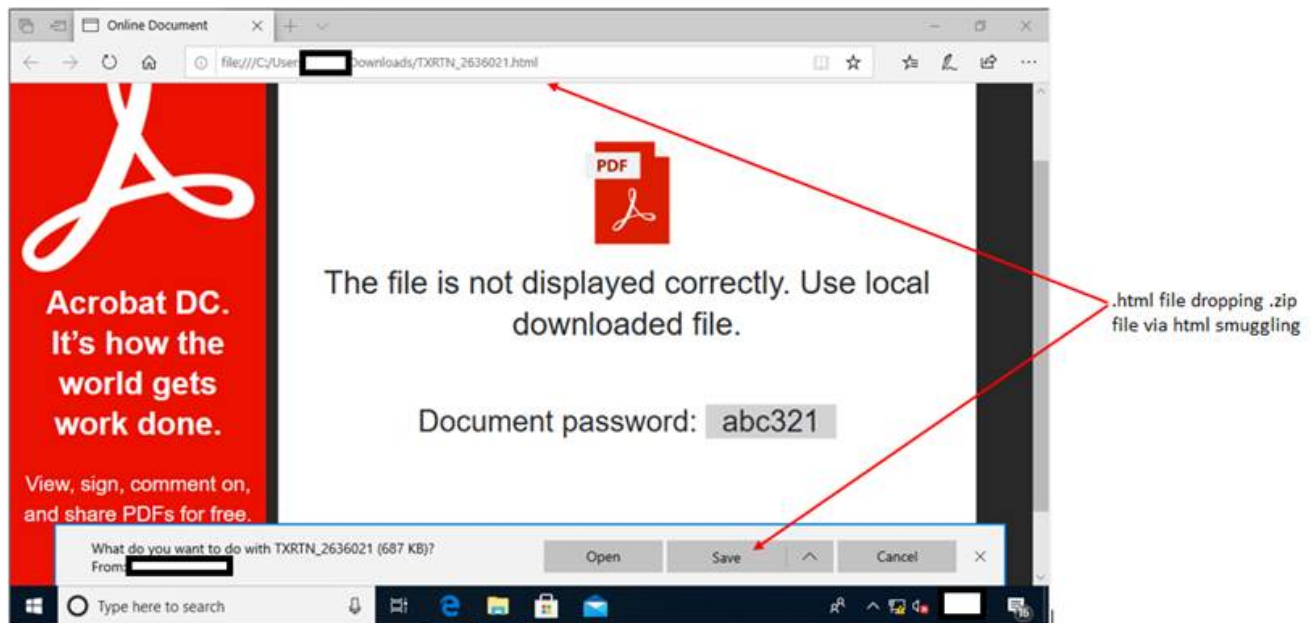 Online Document
file:///C:/User Downloads/TXRTN_2636021.html
PDF
The file is not displayed correctly. Use local
downloaded file.
Document password: abc321
Acrobat DC.
It's how the
world gets
work done.
View, sign, comment on,
and share PDFs for free.
.html file dropping .zip
file via html smuggling
What do you want to do with TXRTN_2636021 (687 KB)?
From:
Open
Save
Cancel
Type here to search
16